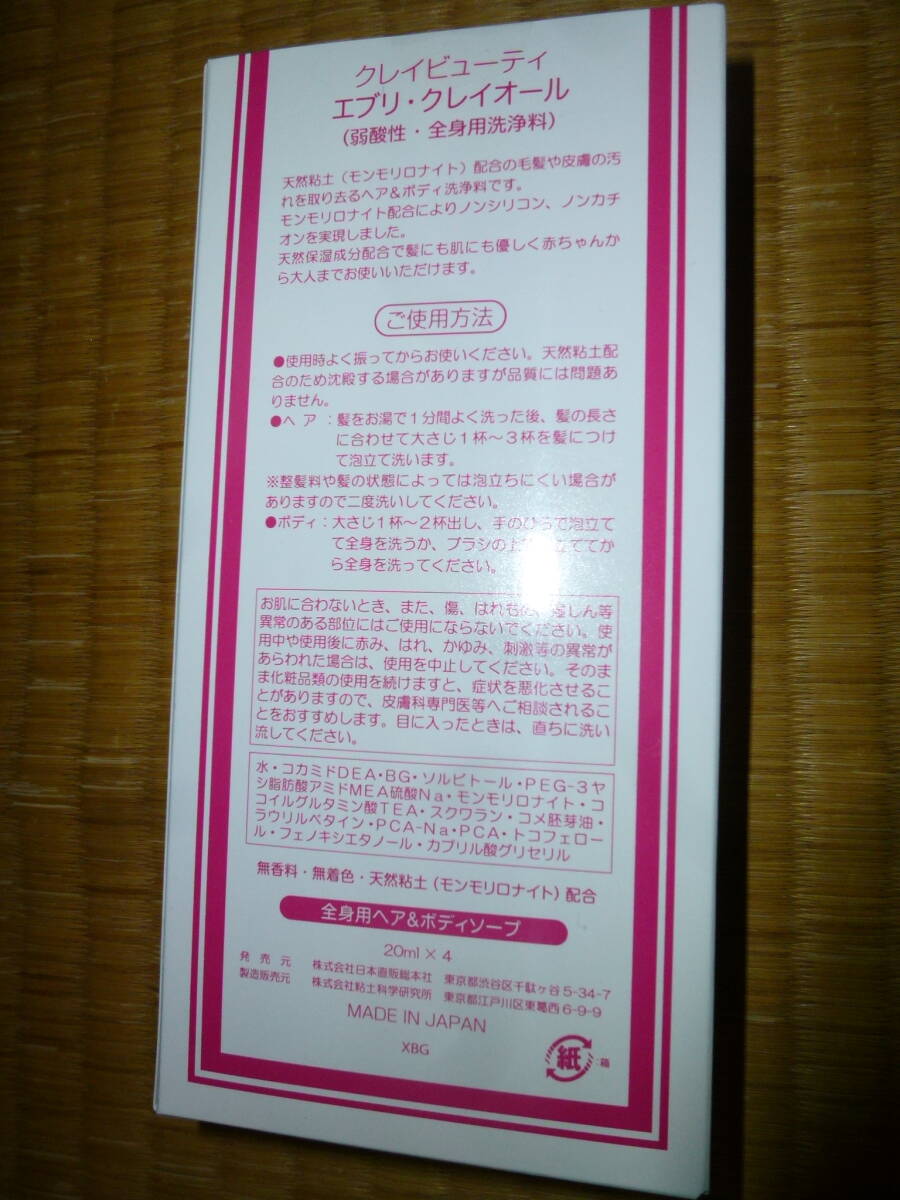 クレイビューティ
エブリ・クレイオール
(弱酸性・全身用洗浄料)
天然粘土(モンモリロナイト)配合の毛髪や皮膚の汚
れを取り去るヘア&ボディ洗浄料です。
モンモリロナイト配合によりノンシリコン、ノンカチ
オンを実現しました。
天然保湿成分配合で髪にも肌にも優しく赤ちゃんか
ら大人までお使いいただけます。
ご使用方法
●使用時よく振ってからお使いください。天然粘土配
合のため沈殿する場合がありますが品質には問題あ
りません。
●ヘア:髪をお湯で1分間よく洗った後、髪の長さ
に合わせて大さじ1杯〜3杯を髪につけ
て泡立て洗います。
※整髪料や髪の状態によっては泡立ちにくい場合が
ありますので二度洗いしてください。
●ボディ:大さじ1杯〜2杯出し、手のひらで泡立て
て全身を洗うか、ブラシの上 立ててか
ら全身を洗ってください。
お肌に合わないとき、また、傷、はれもの、 しん等
異常のある部位にはご使用にならないでください。使
用中や使用後に赤み、はれ、かゆみ、刺激等の異常が
あらわれた場合は、使用を中止してください。そのま
ま化粧品類の使用を続けますと、症状を悪化させるこ
とがありますので、皮膚科専門医等へご相談されるこ
とをおすすめします。目に入ったときは、直ちに洗い
流してください。
水・コカミドDEA・BG・ソルビトール・PEG-3ヤ
シ脂肪酸アミドMEA硫酸Na・モンモリロナイト・コ
コイルグルタミン酸TEA・スクワラン・コメ胚芽油・
ラウリルベタイン・PCA-Na・PCA・トコフェロー
ル・フェノキシエタノール・カプリル酸グリセリル
無香料・無着色・天然粘土(モンモリロナイト)配合
全身用ヘア&ボディソープ
20ml×4
発売元 株式会社日本直販総本社 東京都渋谷区千駄ヶ谷5-34-7
製造販売元 株式会社粘土科学研究所 東京都江戸川区東葛西6-9-9
MADE IN JAPAN
XBG
紙 :箱